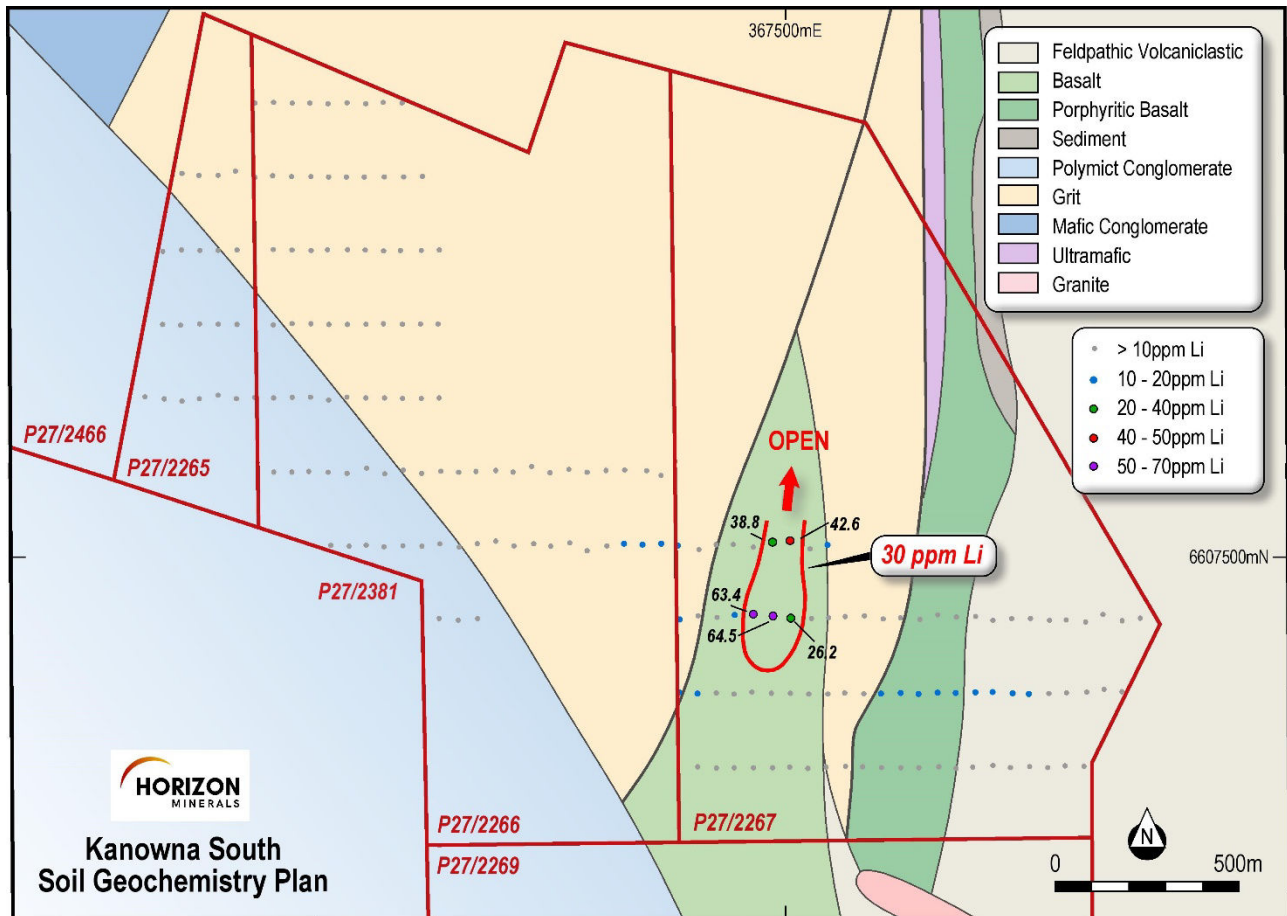 367500mE
Feldpathic Volcaniclastic
Basalt
Porphyritic Basalt
Sediment
Polymict Conglomerate
Grit
Mafic Conglomerate
Ultramafic
Granite
> 10ppm Li
10 - 20ppm Li
20 - 40ppm Li
40 - 50ppm Li
50 - 70ppm Li
P27/2466
P27/2265
OPEN
38.8
42.6
30 ppm Li
6607500mN
P27/2381
63.4
64.5
26.2
HORIZON
MINERALS
Kanowna South
Soil Geochemistry Plan
P27/2266
P27/2267
P27/2269
N
0
500m